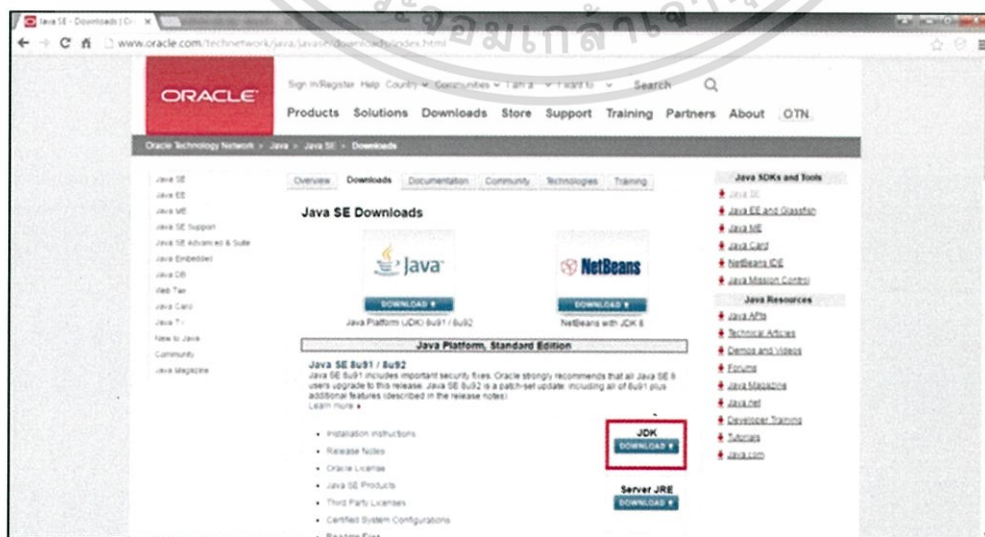 Java SE - Downloads | Or
www.oracle.com/technetwork/java/javase/downloads/index.html
ORACLE
Sign In/Register Help Country Communities I am a I want to Search
Products Solutions Downloads Store Support Training Partners About OTN
Oracle Technology Network > Java > Java SE > Downloads
Java SE
Java EE
Java ME
Java SE Support
Java SE Advanced & Suite
Java Embedded
Java DB
Web Tier
Java Card
Java TV
New to Java
Community
Java Magazine
Overview Downloads Documentation Community Technologies Training
Java SE Downloads
Java
NetBeans
DOWNLOAD
DOWNLOAD
Java Platform (JDK) 8u91 / 8u92
NetBeans with JDK 8
Java Platform, Standard Edition
Java SE 8u91 / 8u92
Java SE 8u91 includes important security fixes. Oracle strongly recommends that all Java SE 8
users upgrade to this release. Java SE 8u92 is a patch-set update, including all of 8u91 plus
additional features (described in the release notes).
Learn more
Installation Instructions
Release Notes
Oracle License
Java SE Products
Third Party Licenses
Certified System Configurations
Readme Files
JDK
DOWNLOAD
Server JRE
DOWNLOAD
Java SDKs and Tools
Java SE
Java EE and Glassfish
Java ME
Java Card
NetBeans IDE
Java Mission Control
Java Resources
Java APIs
Technical Articles
Demos and Videos
Forums
Java Magazine
Java.net
Developer Training
Tutorials
Java.com